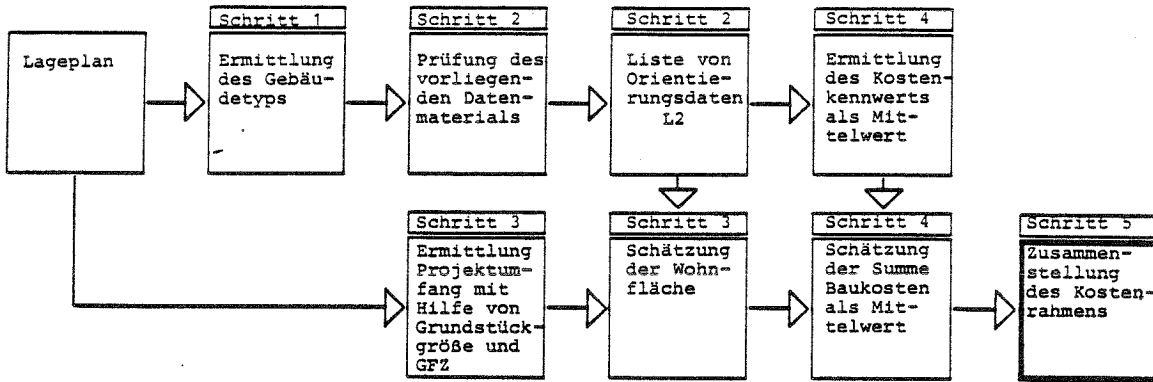 Lageplan
Schritt 1
Ermittlung
des Gebäu-
detyps
Schritt 2
Prüfung des
vorliegen-
den Daten-
materials
Schritt 2
Liste von
Orientie-
rungsdaten
L2
Schritt 4
Ermittlung
des Kosten-
kennwerts
als Mit-
telwert
Schritt 3
Ermittlung
Projektum-
fang mit
Hilfe von
Grundstück-
größe und
GFZ
Schritt 3
Schätzung
der Wohn-
fläche
Schritt 4
Schätzung
der Summe
Baukosten
als Mit-
telwert
Schritt 5
Zusammen-
stellung
des Kosten-
rahmens